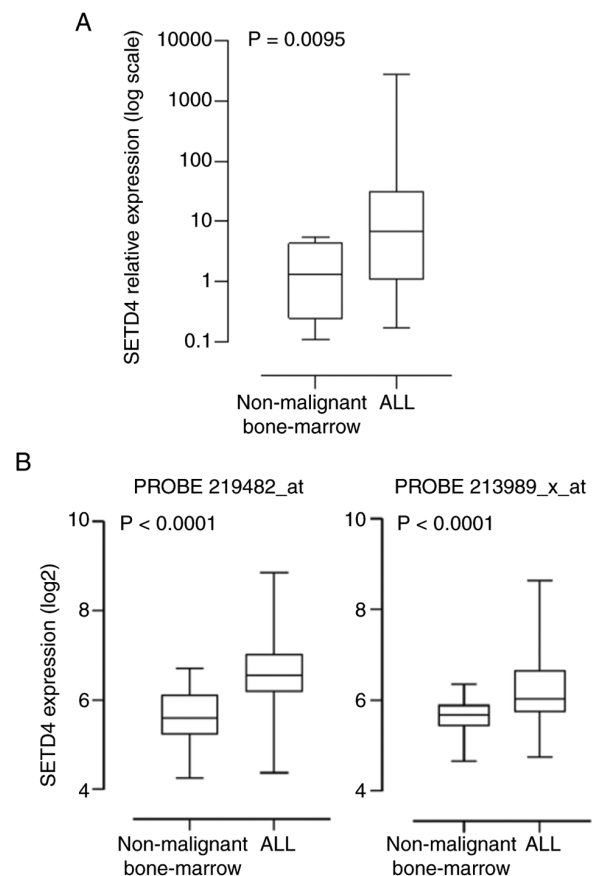 A
SETD4 relative expression (log scale)
P = 0.0095
10000
1000
100
10
1
0.1
Non-malignant
bone-marrow
ALL
B
SETD4 expression (log2)
PROBE 219482_at
P < 0.0001
10
8
6
4
Non-malignant
bone-marrow
ALL
PROBE 213989_x_at
P < 0.0001
10
8
6
4
Non-malignant
bone-marrow
ALL